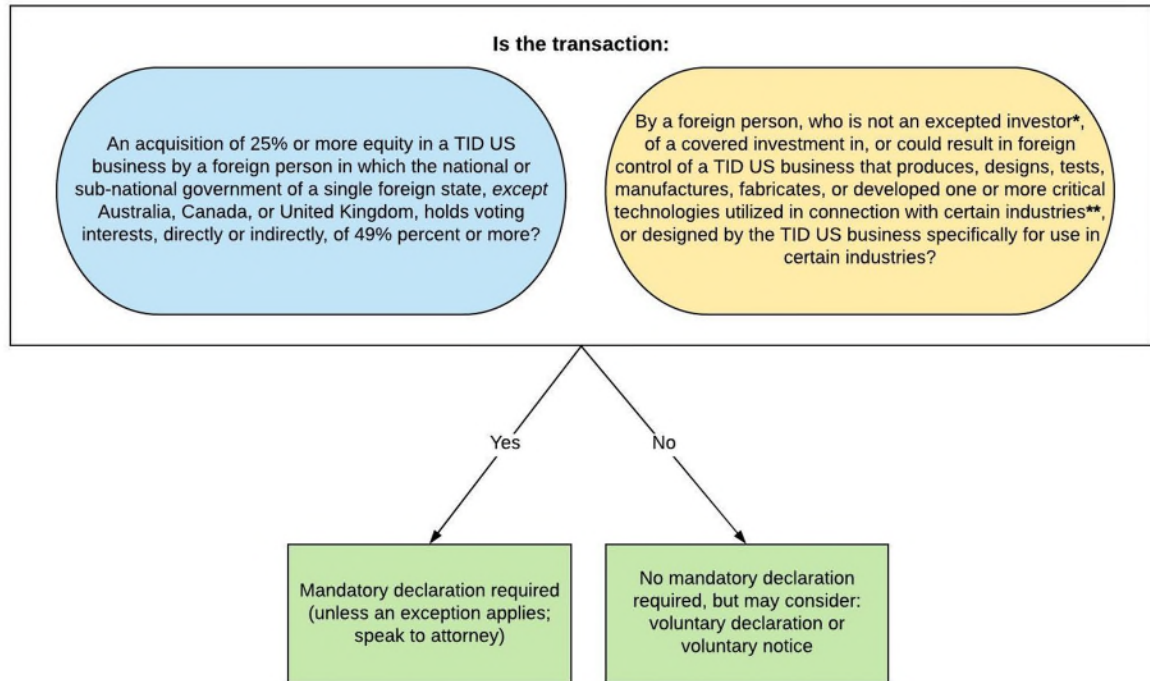 Is the transaction:
An acquisition of 25% or more equity in a TID US
business by a foreign person in which the national or
sub-national government of a single foreign state, except
Australia, Canada, or United Kingdom, holds voting
interests, directly or indirectly, of 49% percent or more?
By a foreign person, who is not an excepted investor*,
of a covered investment in, or could result in foreign
control of a TID US business that produces, designs, tests,
manufactures, fabricates, or developed one or more critical
technologies utilized in connection with certain industries**,
or designed by the TID US business specifically for use in
certain industries?
Yes
No
Mandatory declaration required
(unless an exception applies;
speak to attorney)
No mandatory declaration
required, but may consider:
voluntary declaration or
voluntary notice